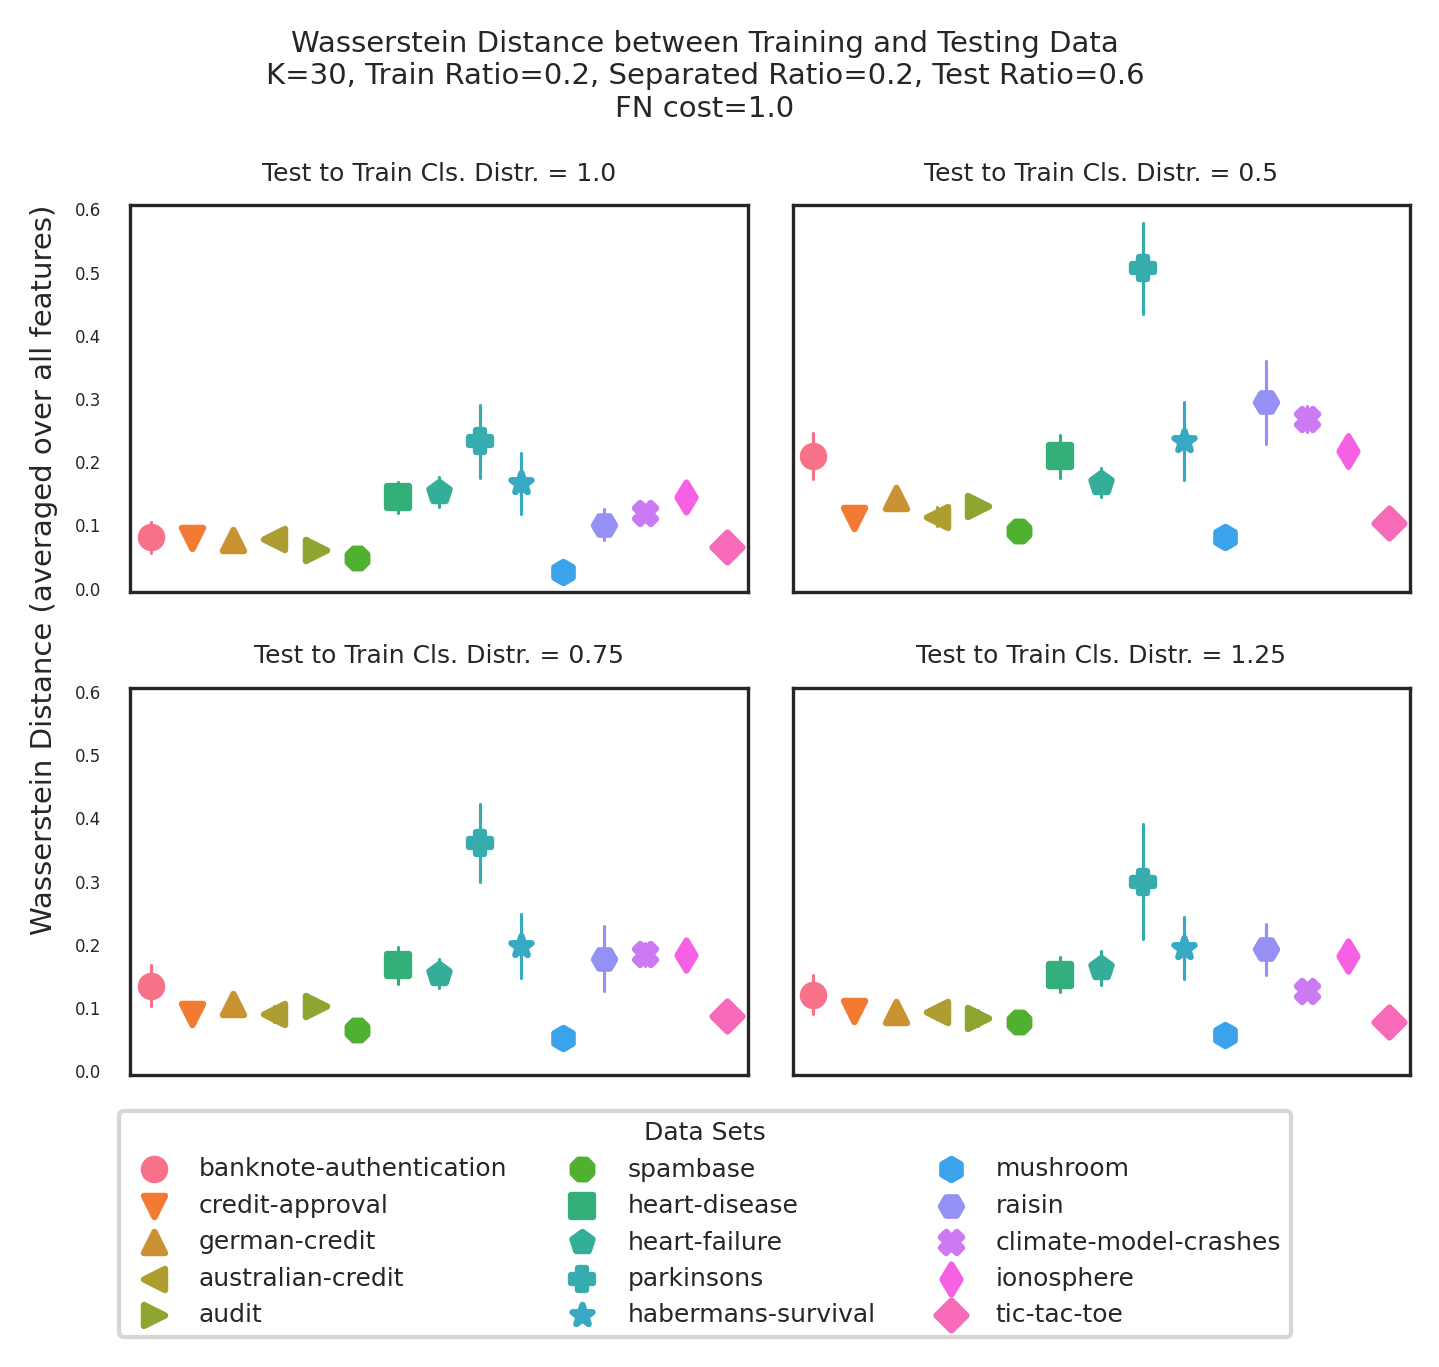 Wasserstein Distance between Training and Testing Data
K=30, Train Ratio=0.2, Separated Ratio=0.2, Test Ratio=0.6
FN cost=1.0
Wasserstein Distance (averaged over all features)
Test to Train Cls. Distr. = 1.0
0.6
0.5
0.4
0.3
0.2
0.1
0.0
Test to Train Cls. Distr. = 0.5
Test to Train Cls. Distr. = 0.75
0.6
0.5
0.4
0.3
0.2
0.1
0.0
Test to Train Cls. Distr. = 1.25
Data Sets
banknote-authentication
credit-approval
german-credit
australian-credit
audit
spambase
heart-disease
heart-failure
parkinsons
habermans-survival
mushroom
raisin
climate-model-crashes
ionosphere
tic-tac-toe